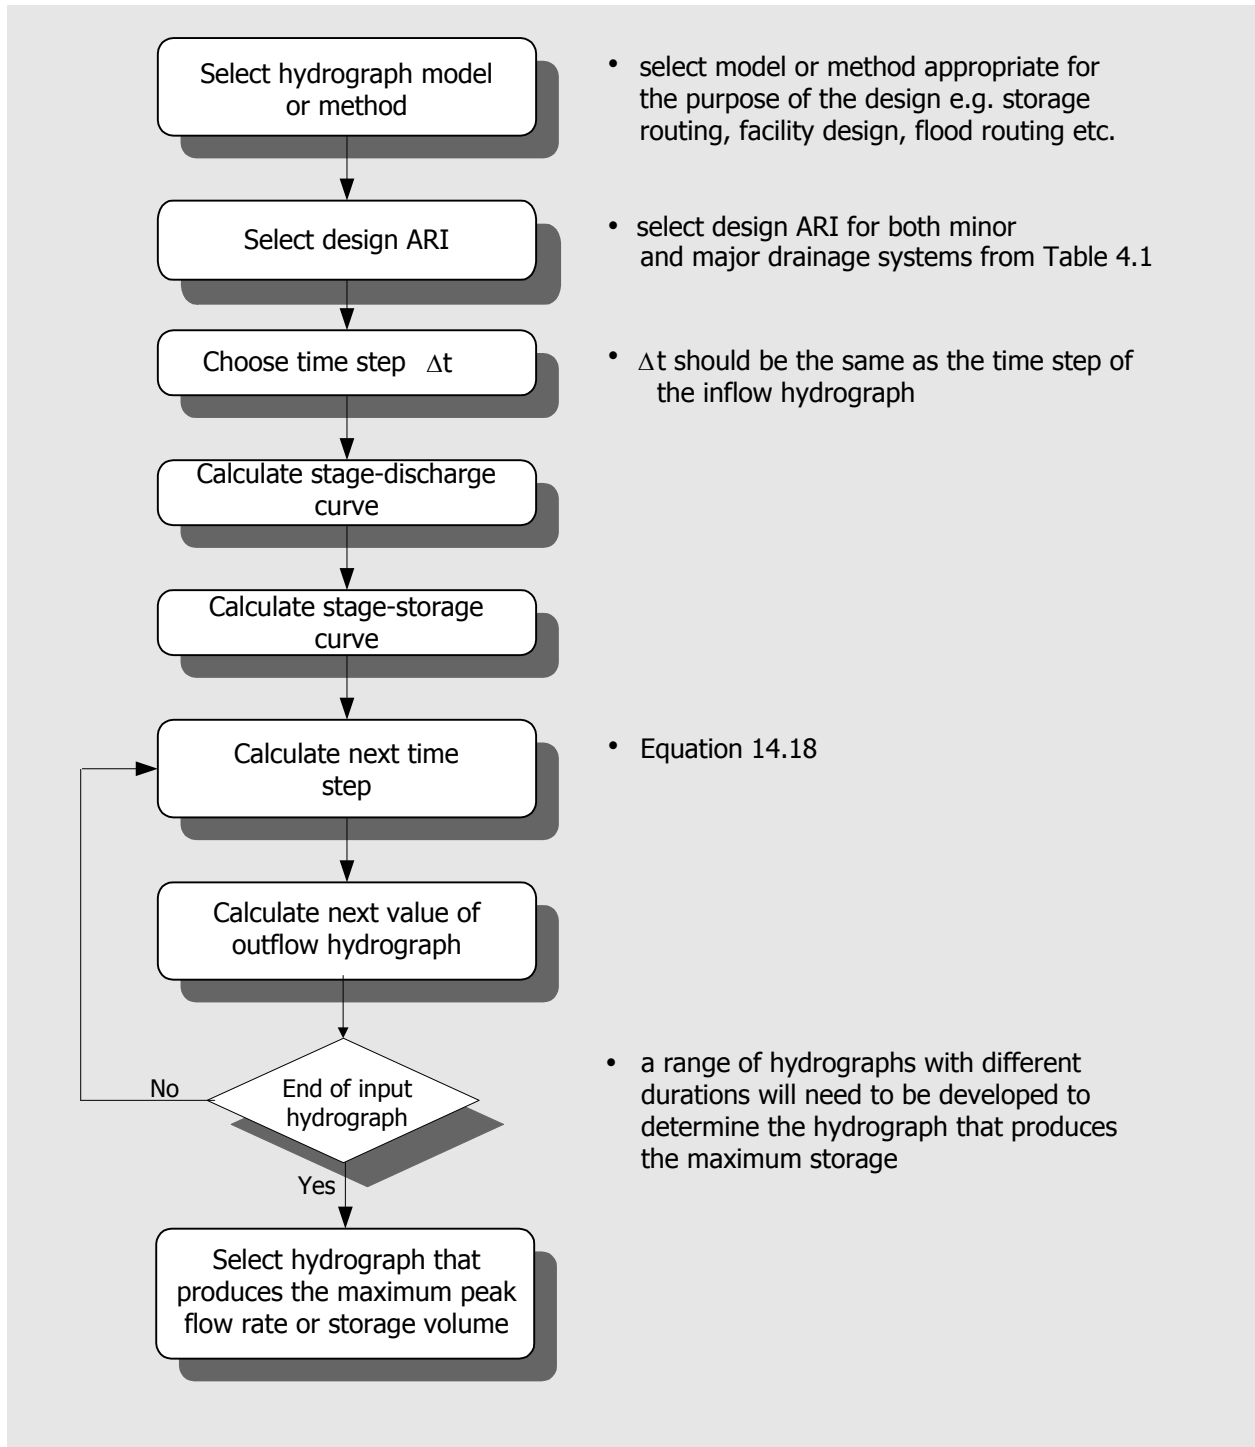 Select hydrograph model
or method
• select model or method appropriate for
the purpose of the design e.g. storage
routing, facility design, flood routing etc.
Select design ARI
• select design ARI for both minor
and major drainage systems from Table 4.1
Choose time step Δt
• Δt should be the same as the time step of
the inflow hydrograph
Calculate stage-discharge
curve
Calculate stage-storage
curve
Calculate next time
step
• Equation 14.18
Calculate next value of
outflow hydrograph
End of input
hydrograph
No
Yes
• a range of hydrographs with different
durations will need to be developed to
determine the hydrograph that produces
the maximum storage
Select hydrograph that
produces the maximum peak
flow rate or storage volume